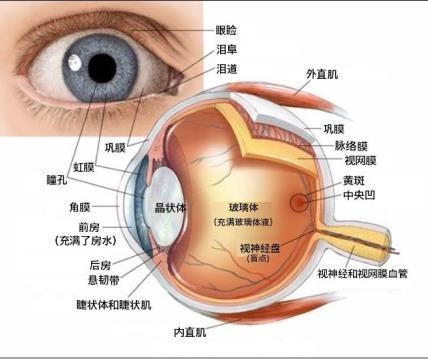 眼睑
泪阜
泪道
外直肌
巩膜
虹膜
瞳孔
巩膜
脉络膜
视网膜
黄斑
中央凹
角膜
晶状体
玻璃体
(充满玻璃体液)
前房
(充满了房水)
视神经盘
(盲点)
后房
悬韧带
视神经和视网膜血管
睫状体和睫状肌
内直肌